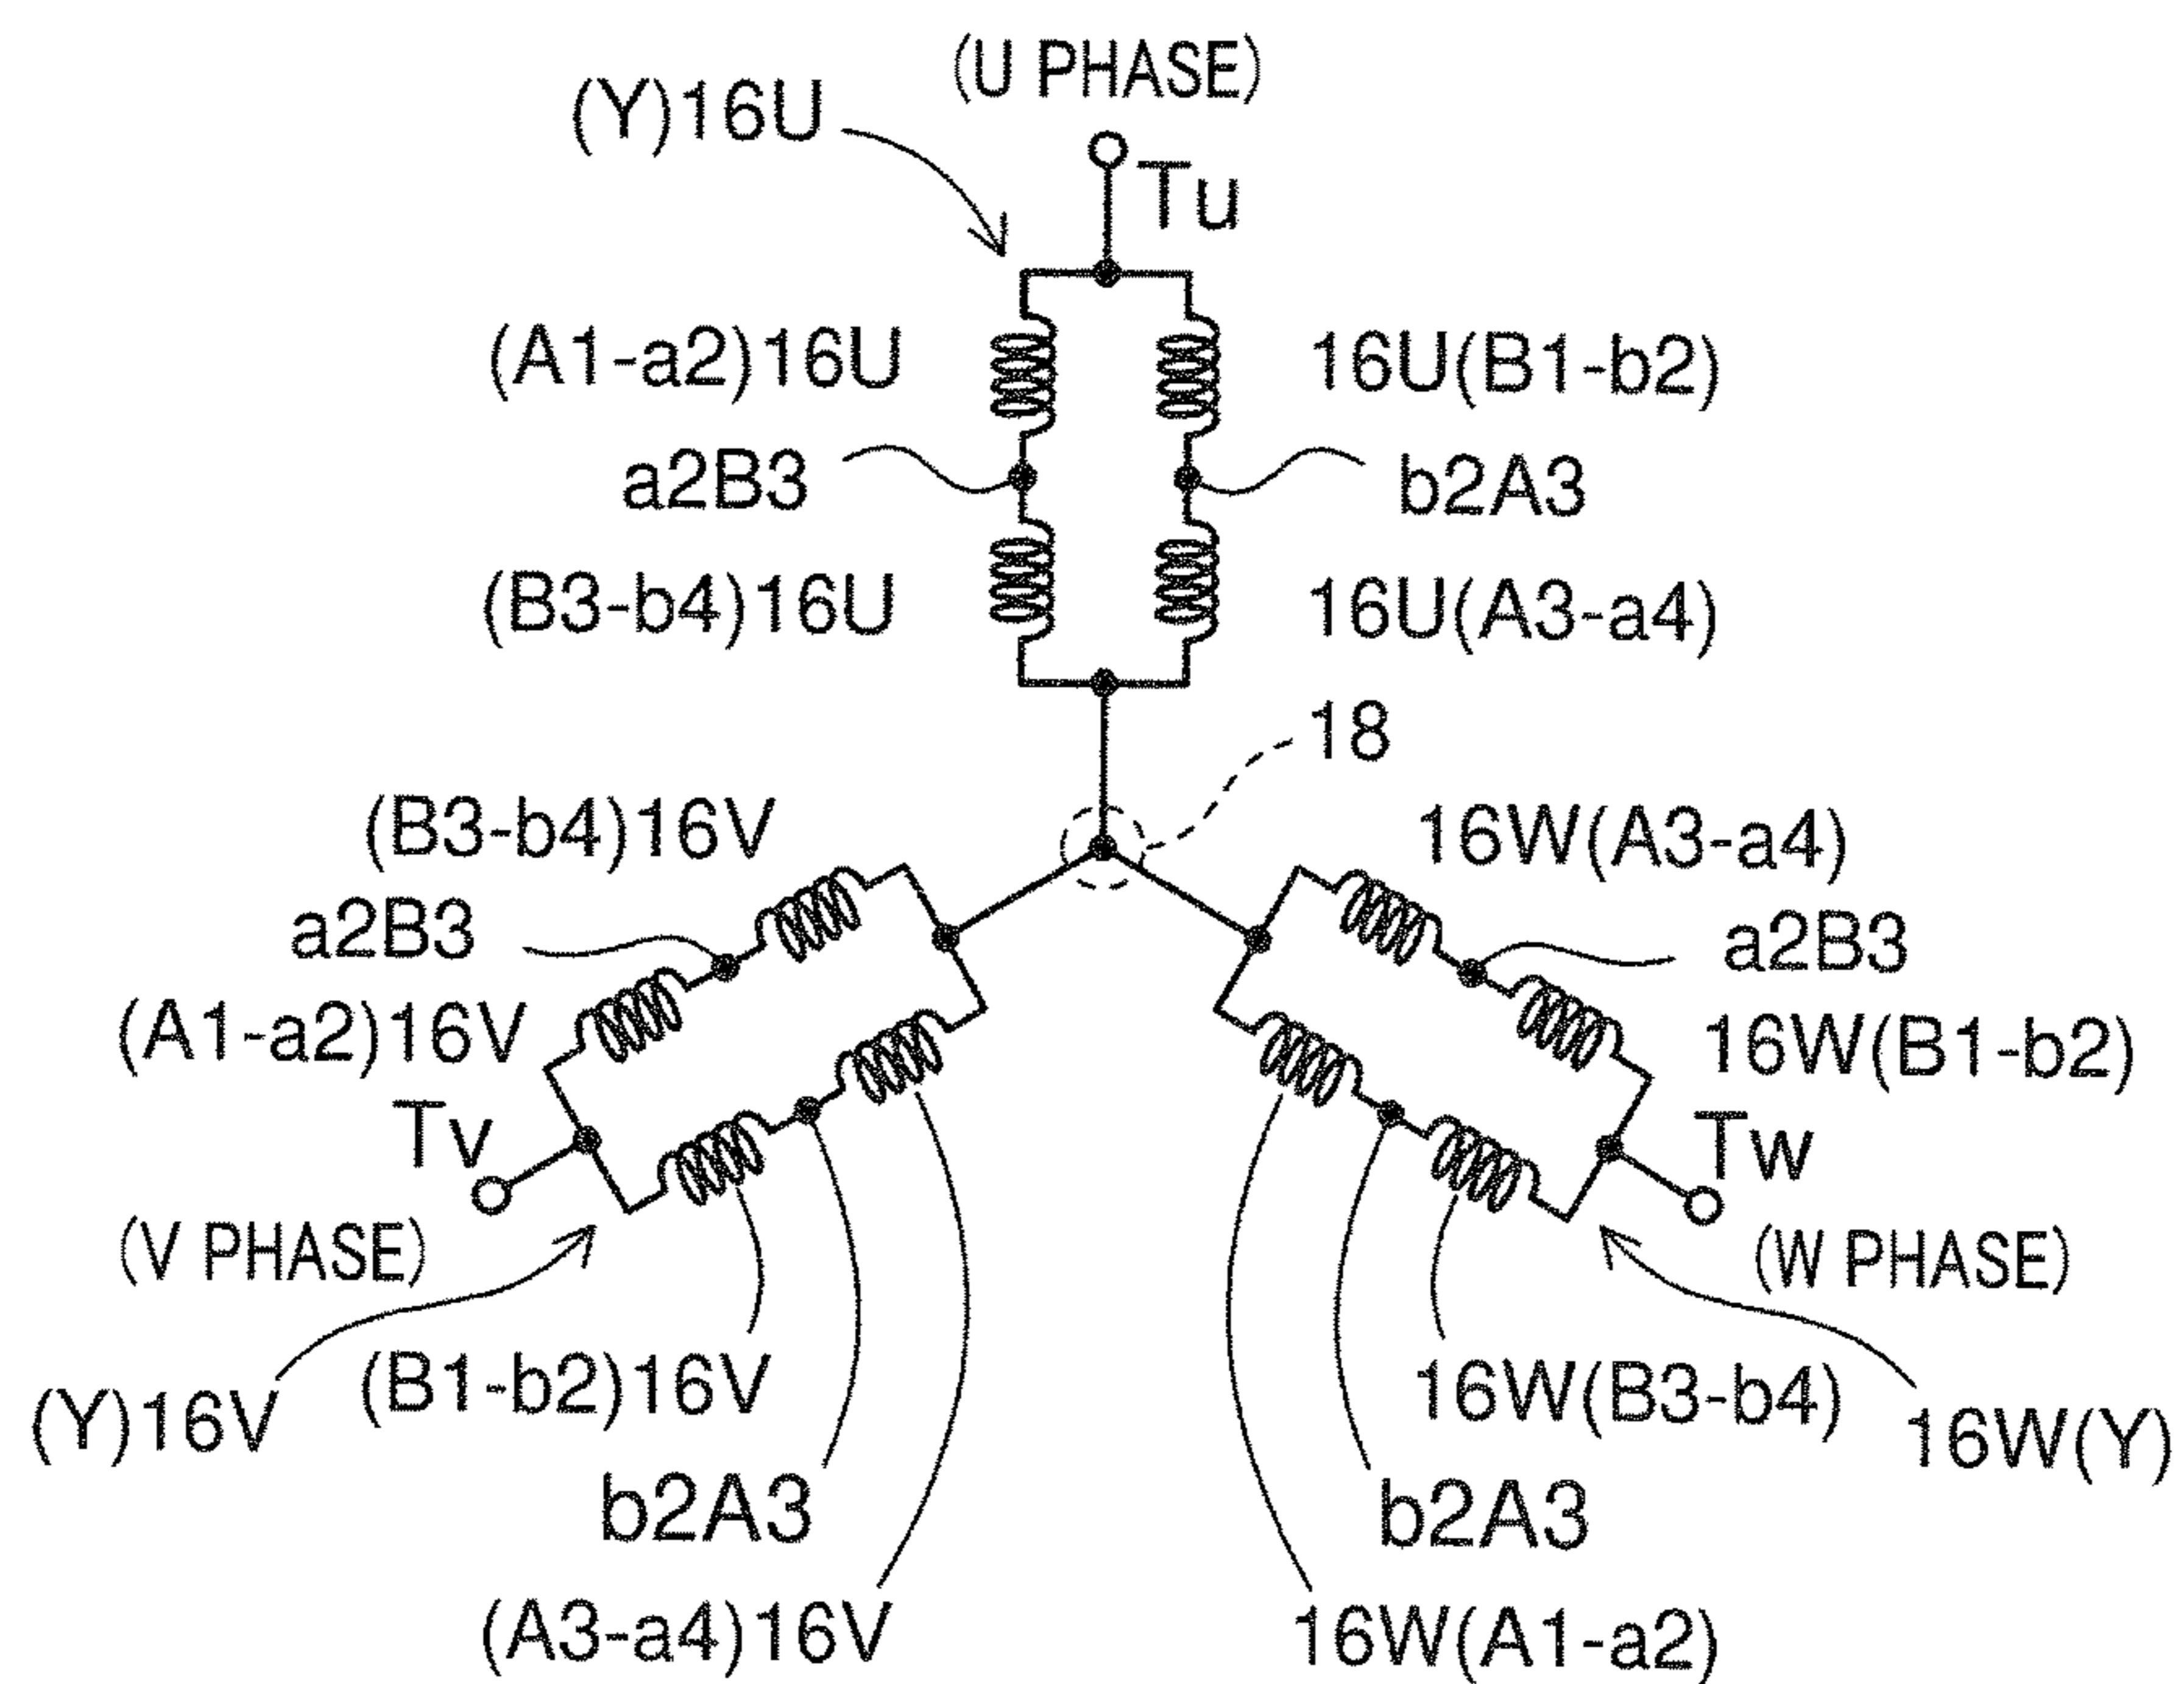 (U PHASE)
(Y)16U
Tu
(A1-a2)16U
16U(B1-b2)
a2B3
b2A3
(B3-b4)16U
16U(A3-a4)
18
(B3-b4)16V
16W(A3-a4)
a2B3
a2B3
(A1-a2)16V
16W(B1-b2)
Tv
Tw
(V PHASE)
(W PHASE)
(B1-b2)16V
16W(B3-b4)
(Y)16V
16W(Y)
b2A3
b2A3
(A3-a4)16V
16W(A1-a2)